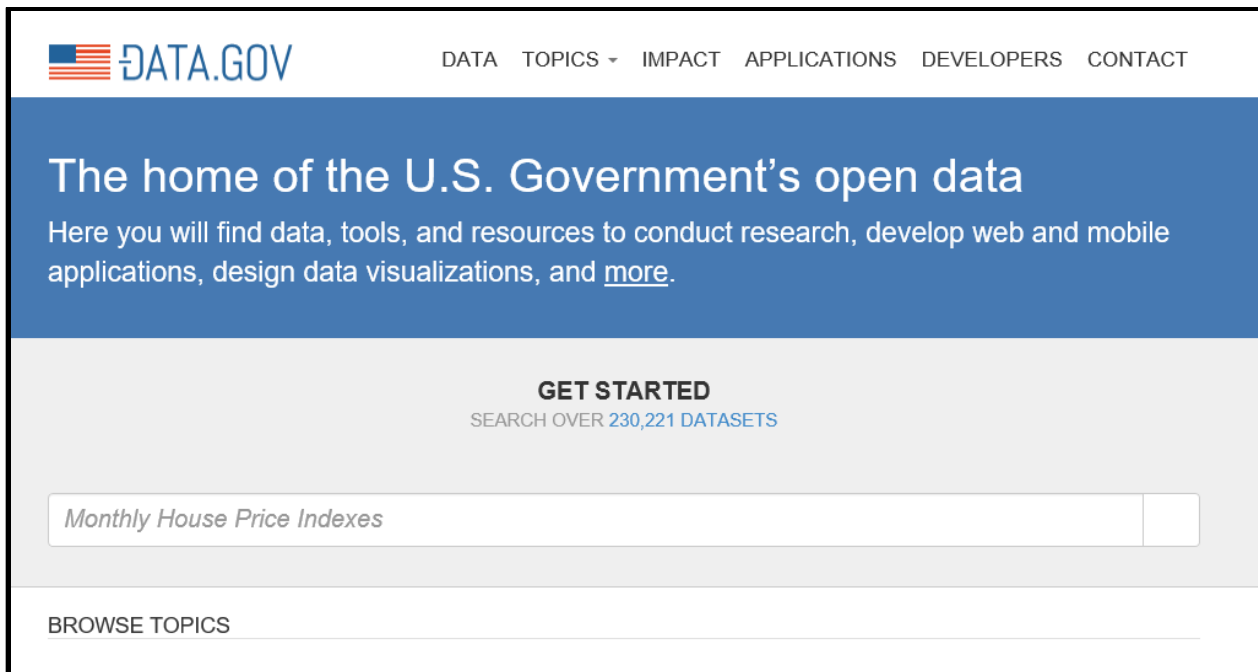 DATA.GOV
DATA TOPICS IMPACT APPLICATIONS DEVELOPERS CONTACT
The home of the U.S. Government’s open data
Here you will find data, tools, and resources to conduct research, develop web and mobile
applications, design data visualizations, and more.
GET STARTED
SEARCH OVER 230,221 DATASETS
Monthly House Price Indexes
BROWSE TOPICS